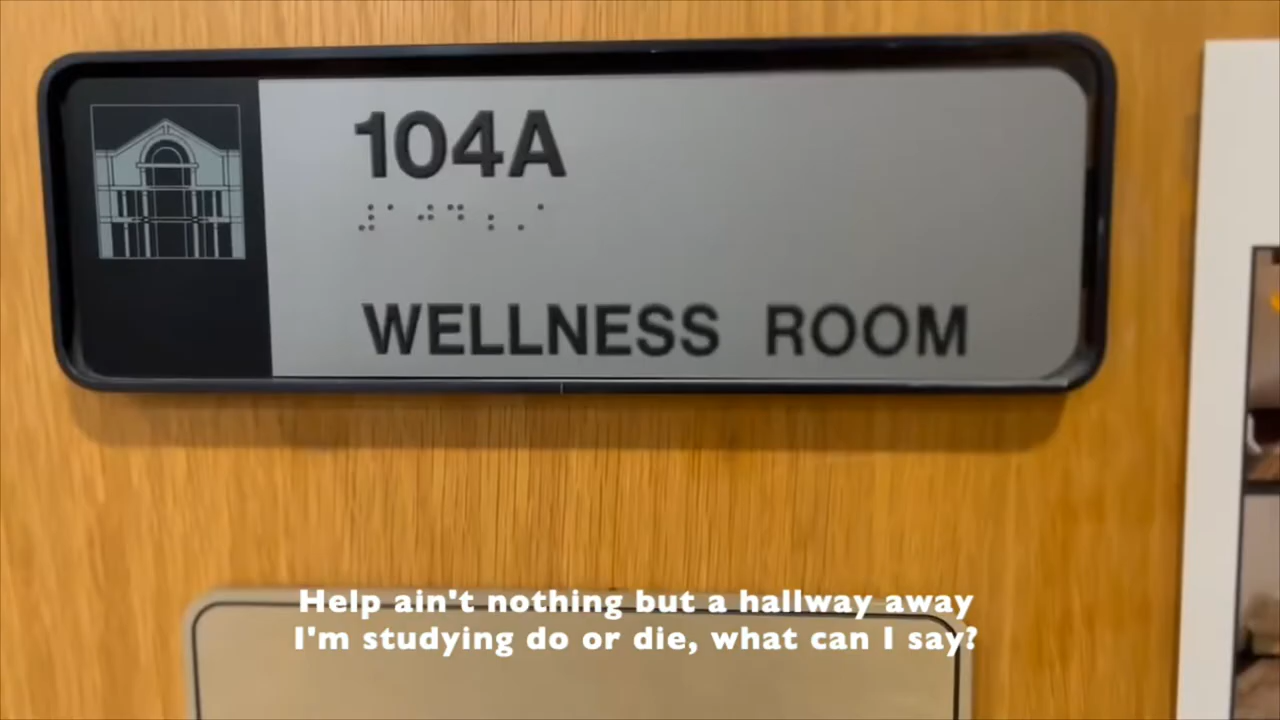 104A
WELLNESS ROOM
Help ain't nothing but a hallway away
I'm studying do or die, what can I say?